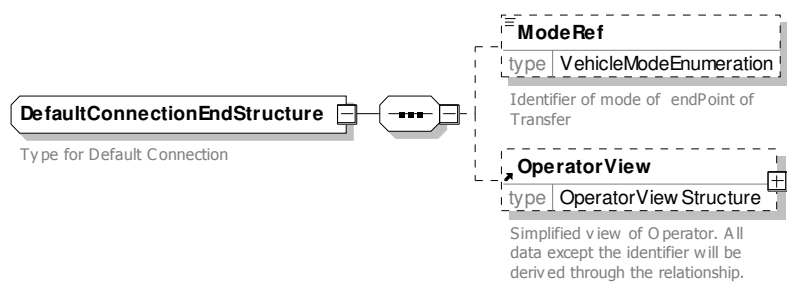 ModeRef
type VehicleModeEnumeration
Identifier of mode of endPoint of
Transfer
DefaultConnectionEndStructure
Type for Default Connection
OperatorView
type OperatorViewStructure
Simplified view of Operator. All
data except the identifier will be
derived through the relationship.